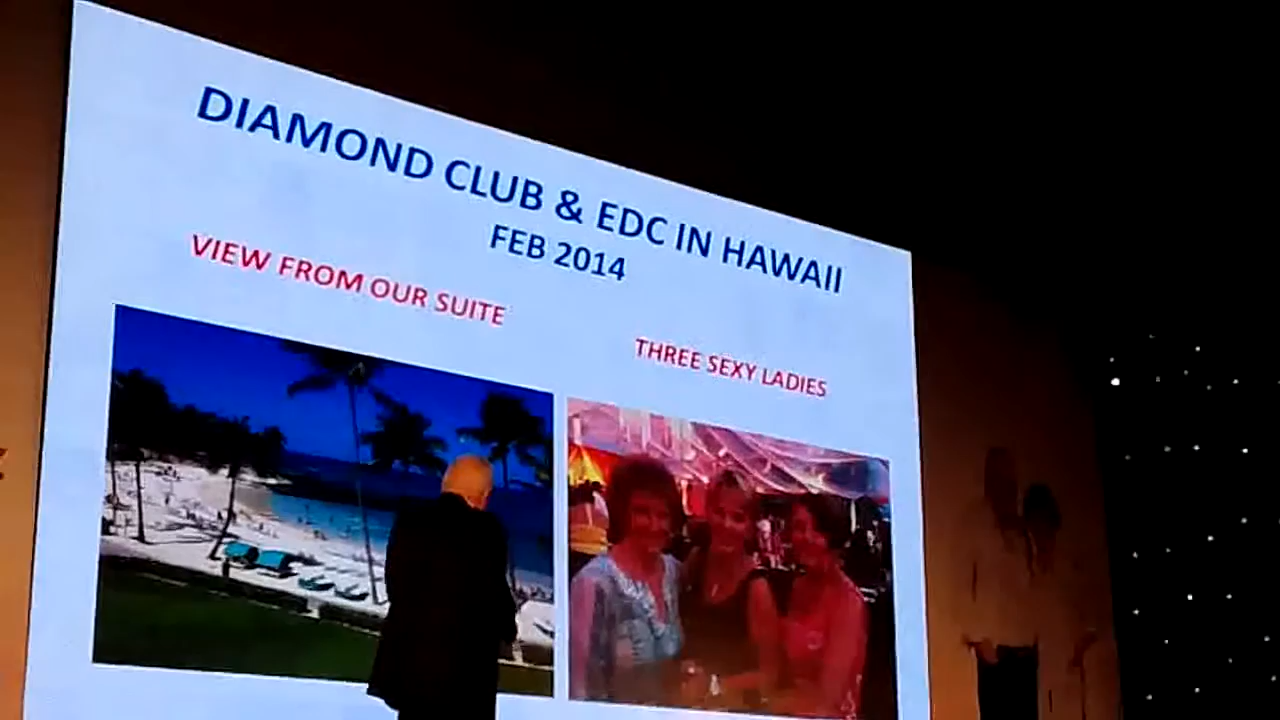 DIAMOND CLUB & EDC IN HAWAII
FEB 2014
VIEW FROM OUR SUITE
THREE SEXY LADIES